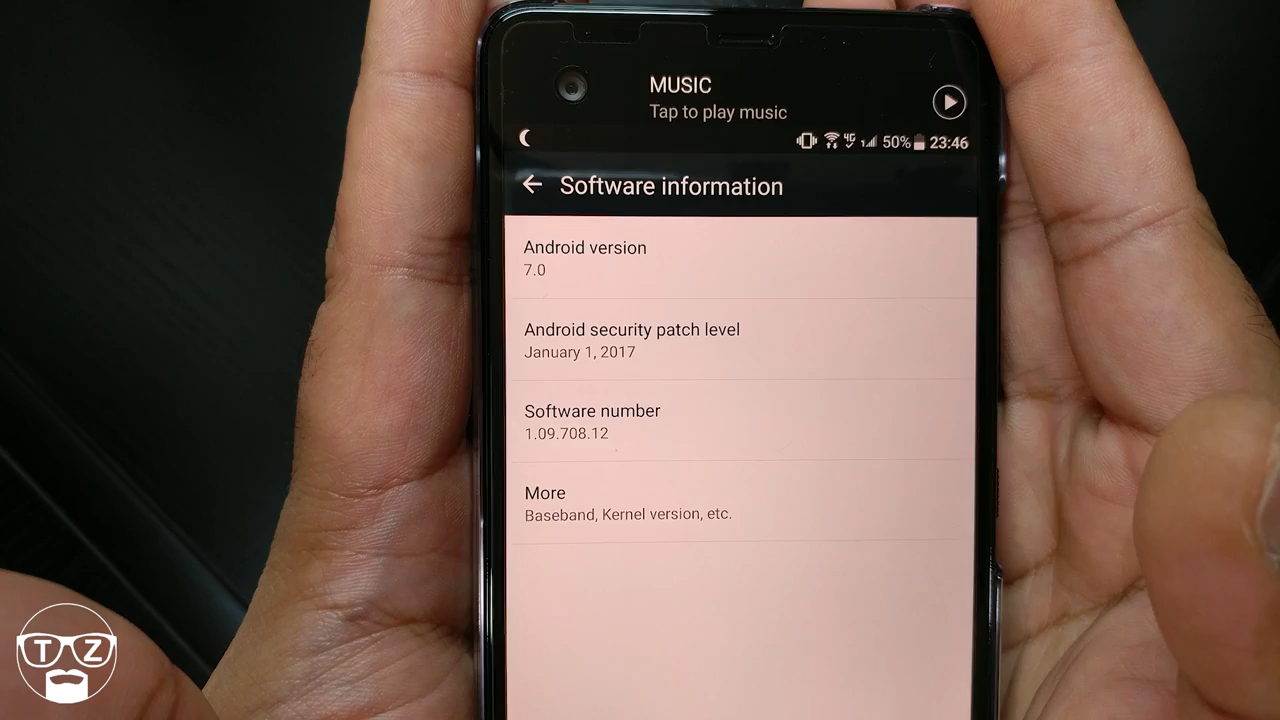 MUSIC
Tap to play music
4G 50% 23:46
Software information
Android version
7.0
Android security patch level
January 1, 2017
Software number
1.09.708.12
More
Baseband, Kernel version, etc.
T Z